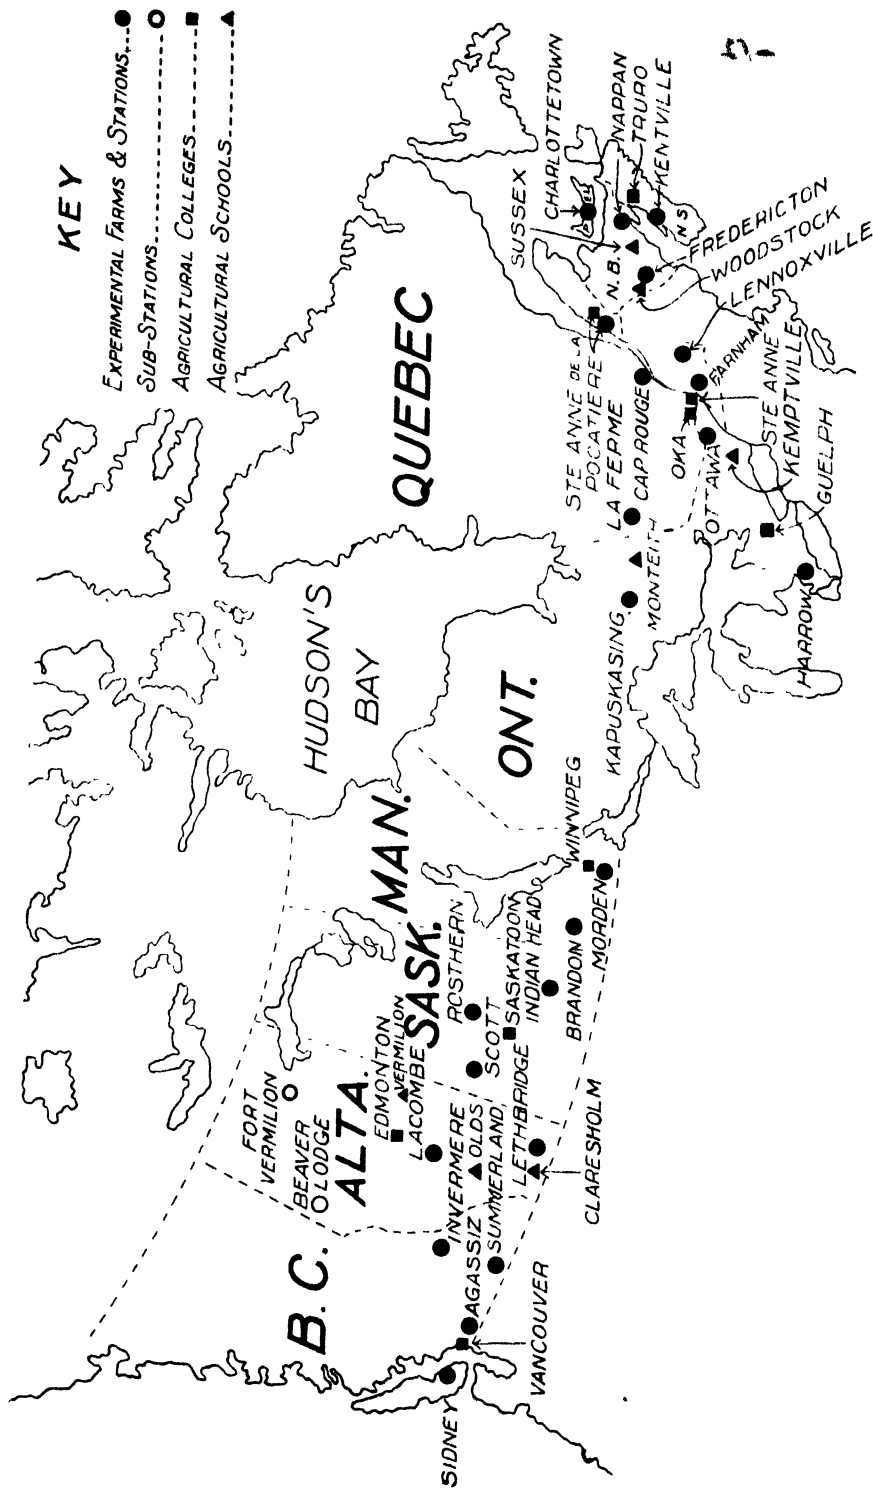 KEY
EXPERIMENTAL FARMS & STATIONS....
SUB-STATIONS
AGRICULTURAL COLLEGES
AGRICULTURAL SCHOOLS
HUDSON'S
BAY
QUEBEC
ONT.
MAN.
SASK.
ALTA.
B.C.
N.B.
P.E.I.
N S
FORT
VERMILION
BEAVER
LODGE
EDMONTON
VERMILION
LACOMBE
INVERMERE
OLDS
AGASSIZ
SUMMERLAND
SIDNEY
VANCOUVER
LETHBRIDGE
CLARESHOLM
ROSTHERN
SCOTT
SASKATOON
INDIAN HEAD
BRANDON
MORDEN
WINNIPEG
KAPUSKASING
MONTEITH
LA FERME
CAP ROUGE
STE ANNE DE LA
POCATIERE
OKA
OTTAWA
HARROW
GUELPH
KEMPTVILLE
STE ANNE
FARNHAM
LENNOXVILLE
WOODSTOCK
FREDERICTON
SUSSEX
CHARLOTTETOWN
NAPPAN
TRURO
KENTVILLE